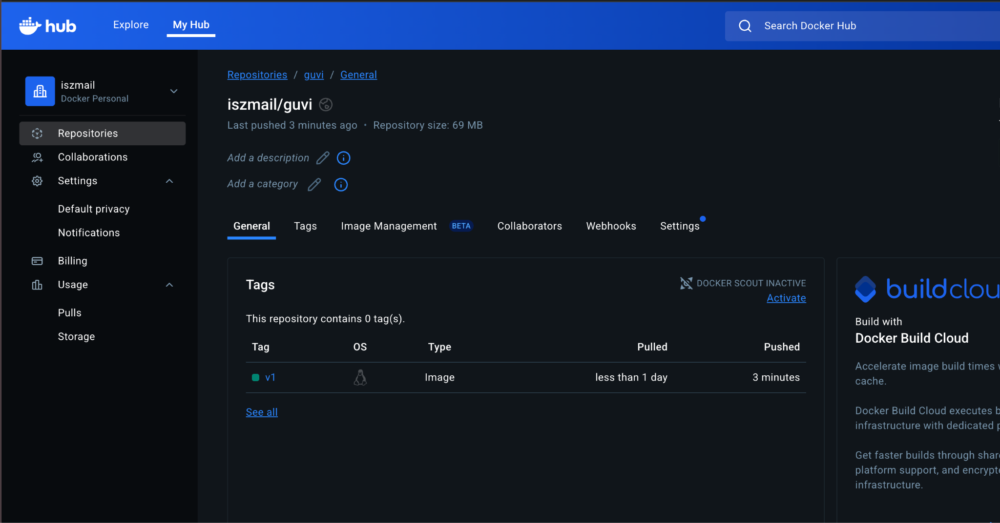 hub
Explore
My Hub
Search Docker Hub
iszmail
Docker Personal
Repositories
Collaborations
Settings
Default privacy
Notifications
Billing
Usage
Pulls
Storage
Repositories / guvi / General
iszmail/guvi
Last pushed 3 minutes ago • Repository size: 69 MB
Add a description
Add a category
General Tags Image Management BETA Collaborators Webhooks Settings
Tags
DOCKER SCOUT INACTIVE
Activate
This repository contains 0 tag(s).
Tag OS Type Pulled Pushed
v1 Image less than 1 day 3 minutes
See all
Build with
Docker Build Cloud
Accelerate image build times
cache.
Docker Build Cloud executes
infrastructure with dedicated
Get faster builds through
platform support, and
infrastructure.